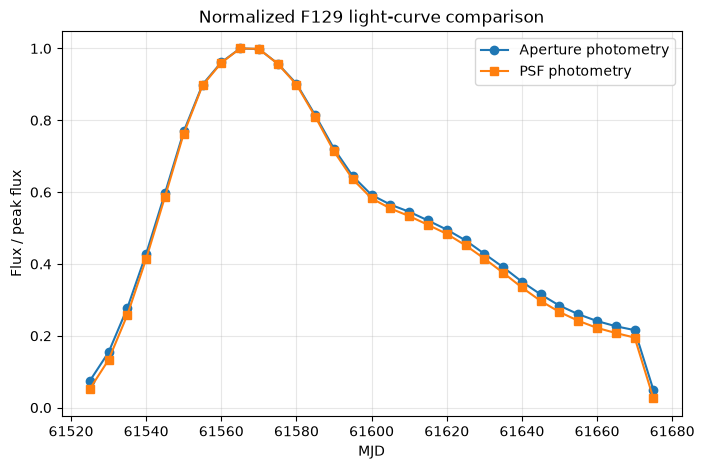 Normalized F129 light-curve comparison
Aperture photometry
PSF photometry
Flux / peak flux
1.0
0.8
0.6
0.4
0.2
0.0
61520 61540 61560 61580 61600 61620 61640 61660 61680
MJD